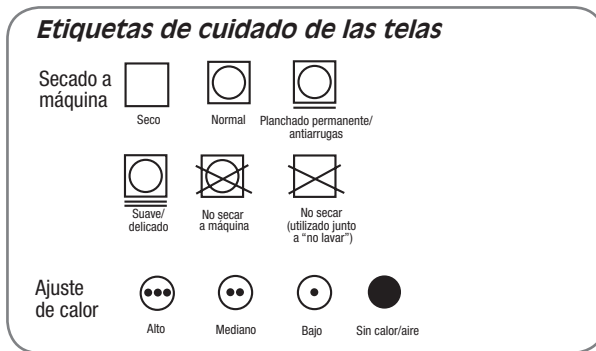 Etiquetas de cuidado de las telas
Secado a
máquina
Seco
Normal
Planchado permanente/
antiarrugas
Suave/
delicado
No secar
a máquina
No secar
(utilizado junto
a “no lavar”)
Ajuste
de calor
Alto
Mediano
Bajo
Sin calor/aire